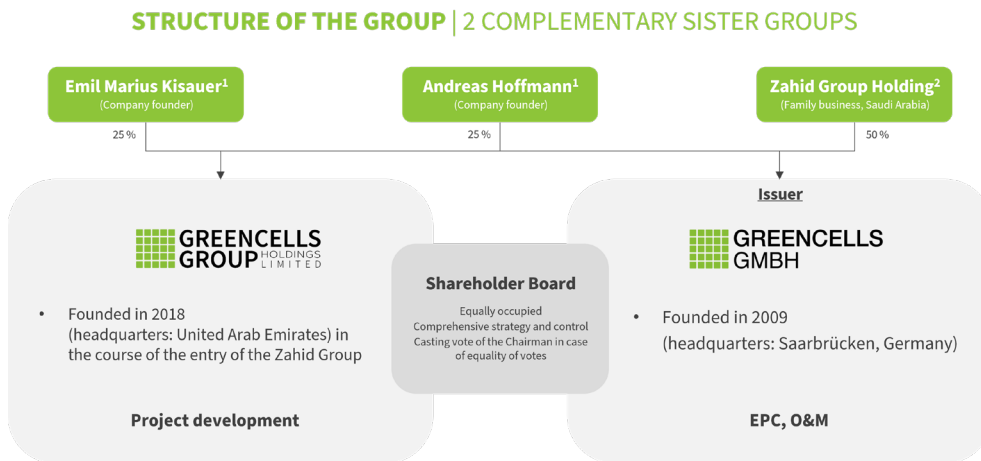 STRUCTURE OF THE GROUP | 2 COMPLEMENTARY SISTER GROUPS
Emil Marius Kisauer¹
(Company founder)
Andreas Hoffmann¹
(Company founder)
Zahid Group Holding²
(Family business, Saudi Arabia)
25 %
25 %
50 %
GREENCELLS
GROUP HOLDINGS LIMITED
• Founded in 2018
(headquarters: United Arab Emirates) in
the course of the entry of the Zahid Group
Project development
Shareholder Board
Equally occupied
Comprehensive strategy and control
Casting vote of the Chairman in case
of equality of votes
Issuer
GREENCELLS
GMBH
• Founded in 2009
(headquarters: Saarbrücken, Germany)
EPC, O&M